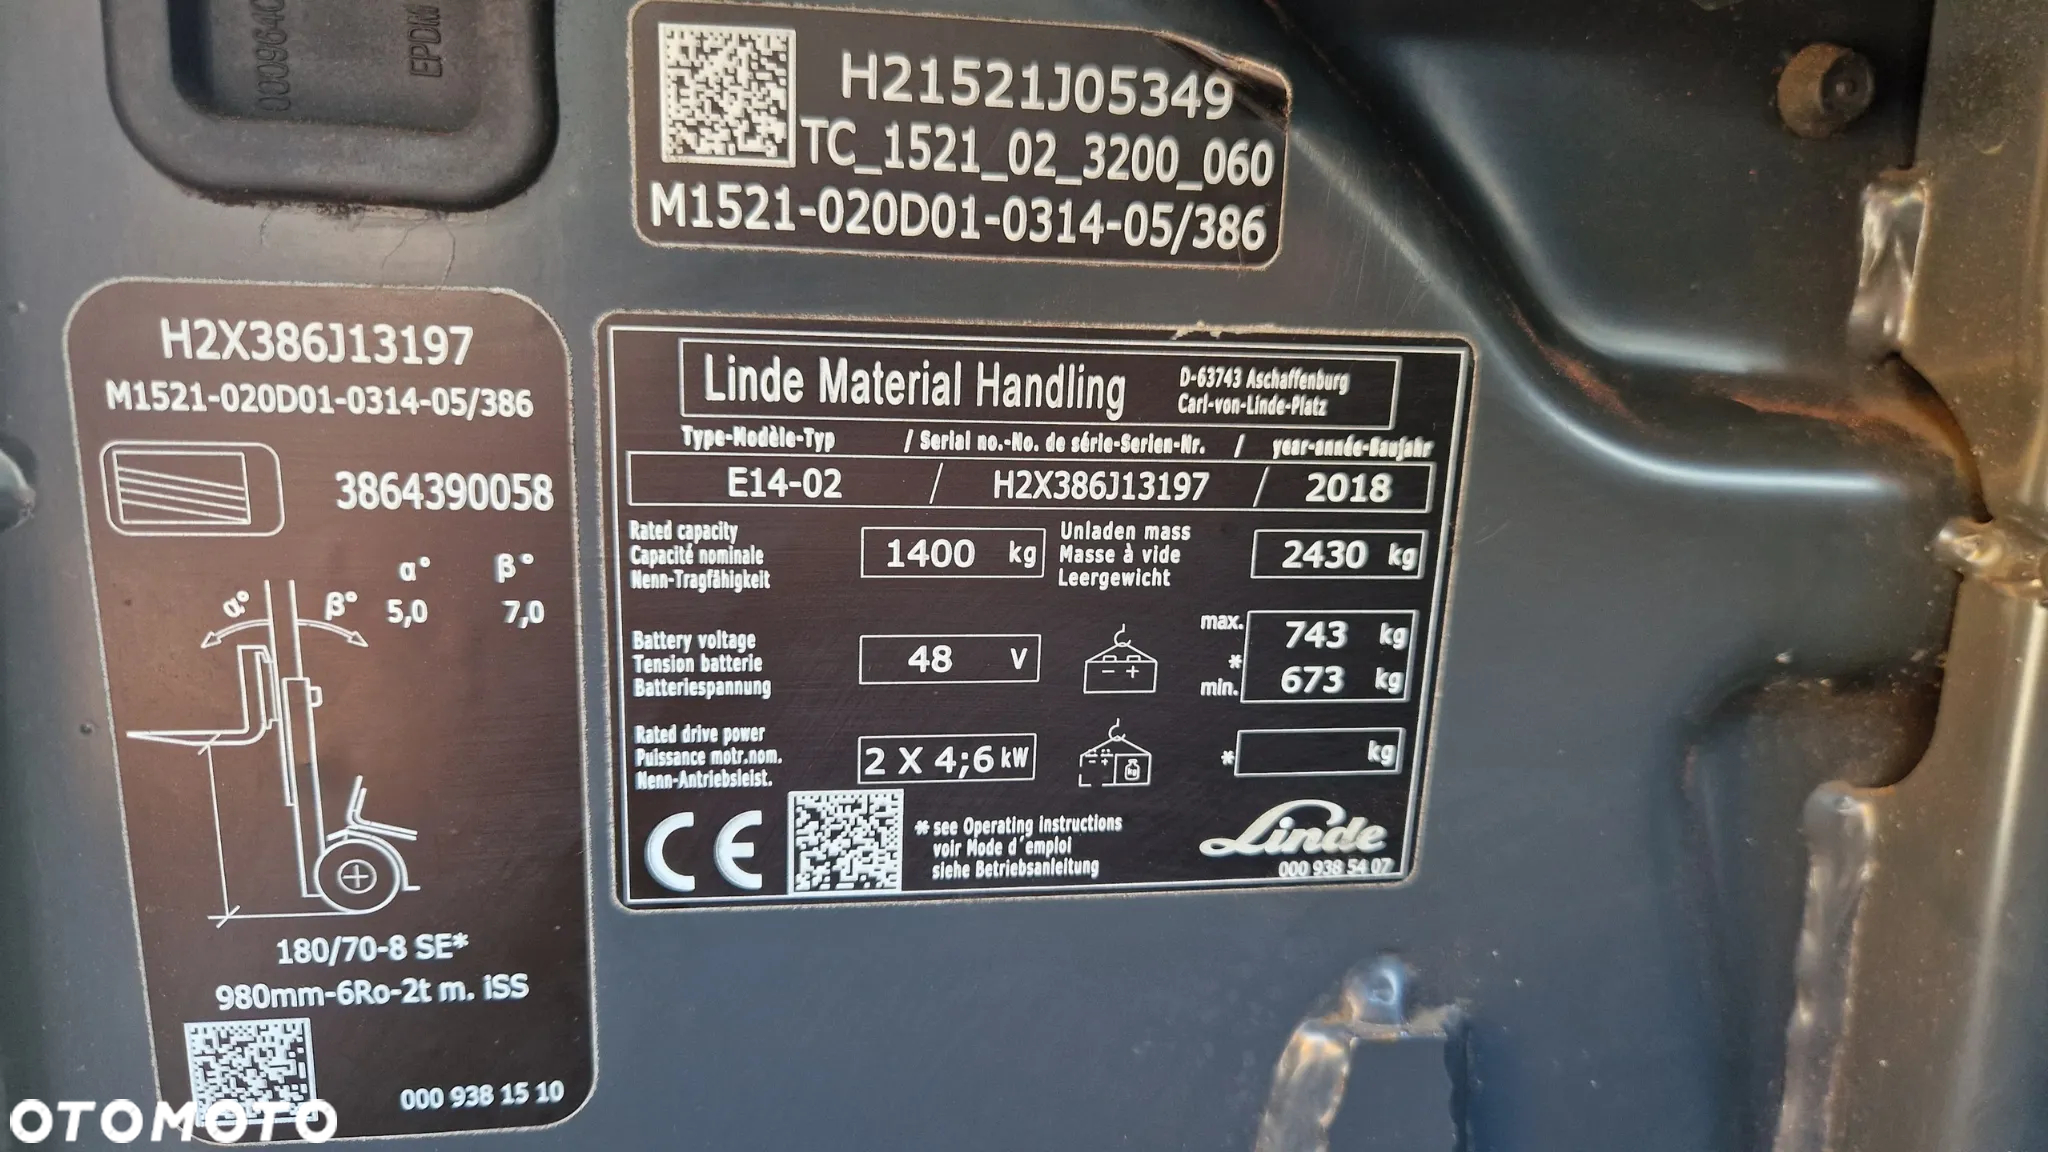 0009640
EPDM
H21521J05349
TC_1521_02_3200_060
M1521-020D01-0314-05/386
H2X386J13197
M1521-020D01-0314-05/386
3864390058
α° β°
α° β° 5,0 7,0
180/70-8 SE*
980mm-6Ro-2t m. iSS
000 938 15 10
Linde Material Handling
D-63743 Aschaffenburg
Carl-von-Linde-Platz
Type-Modèle-Typ / Serial no.-No. de série-Serien-Nr. / year-année-Baujahr
E14-02 / H2X386J13197 / 2018
Rated capacity
Capacité nominale
Nenn-Tragfähigkeit
1400 kg
Unladen mass
Masse à vide
Leergewicht
2430 kg
Battery voltage
Tension batterie
Batteriespannung
48 V
- +
max. 743 kg
*
min. 673 kg
Rated drive power
Puissance motr.nom.
Nenn-Antriebsleist.
2 X 4;6 kW
kg
* kg
CE
* see Operating instructions
voir Mode d'emploi
siehe Betriebsanleitung
Linde
000 938 54 07
OTOMOTO